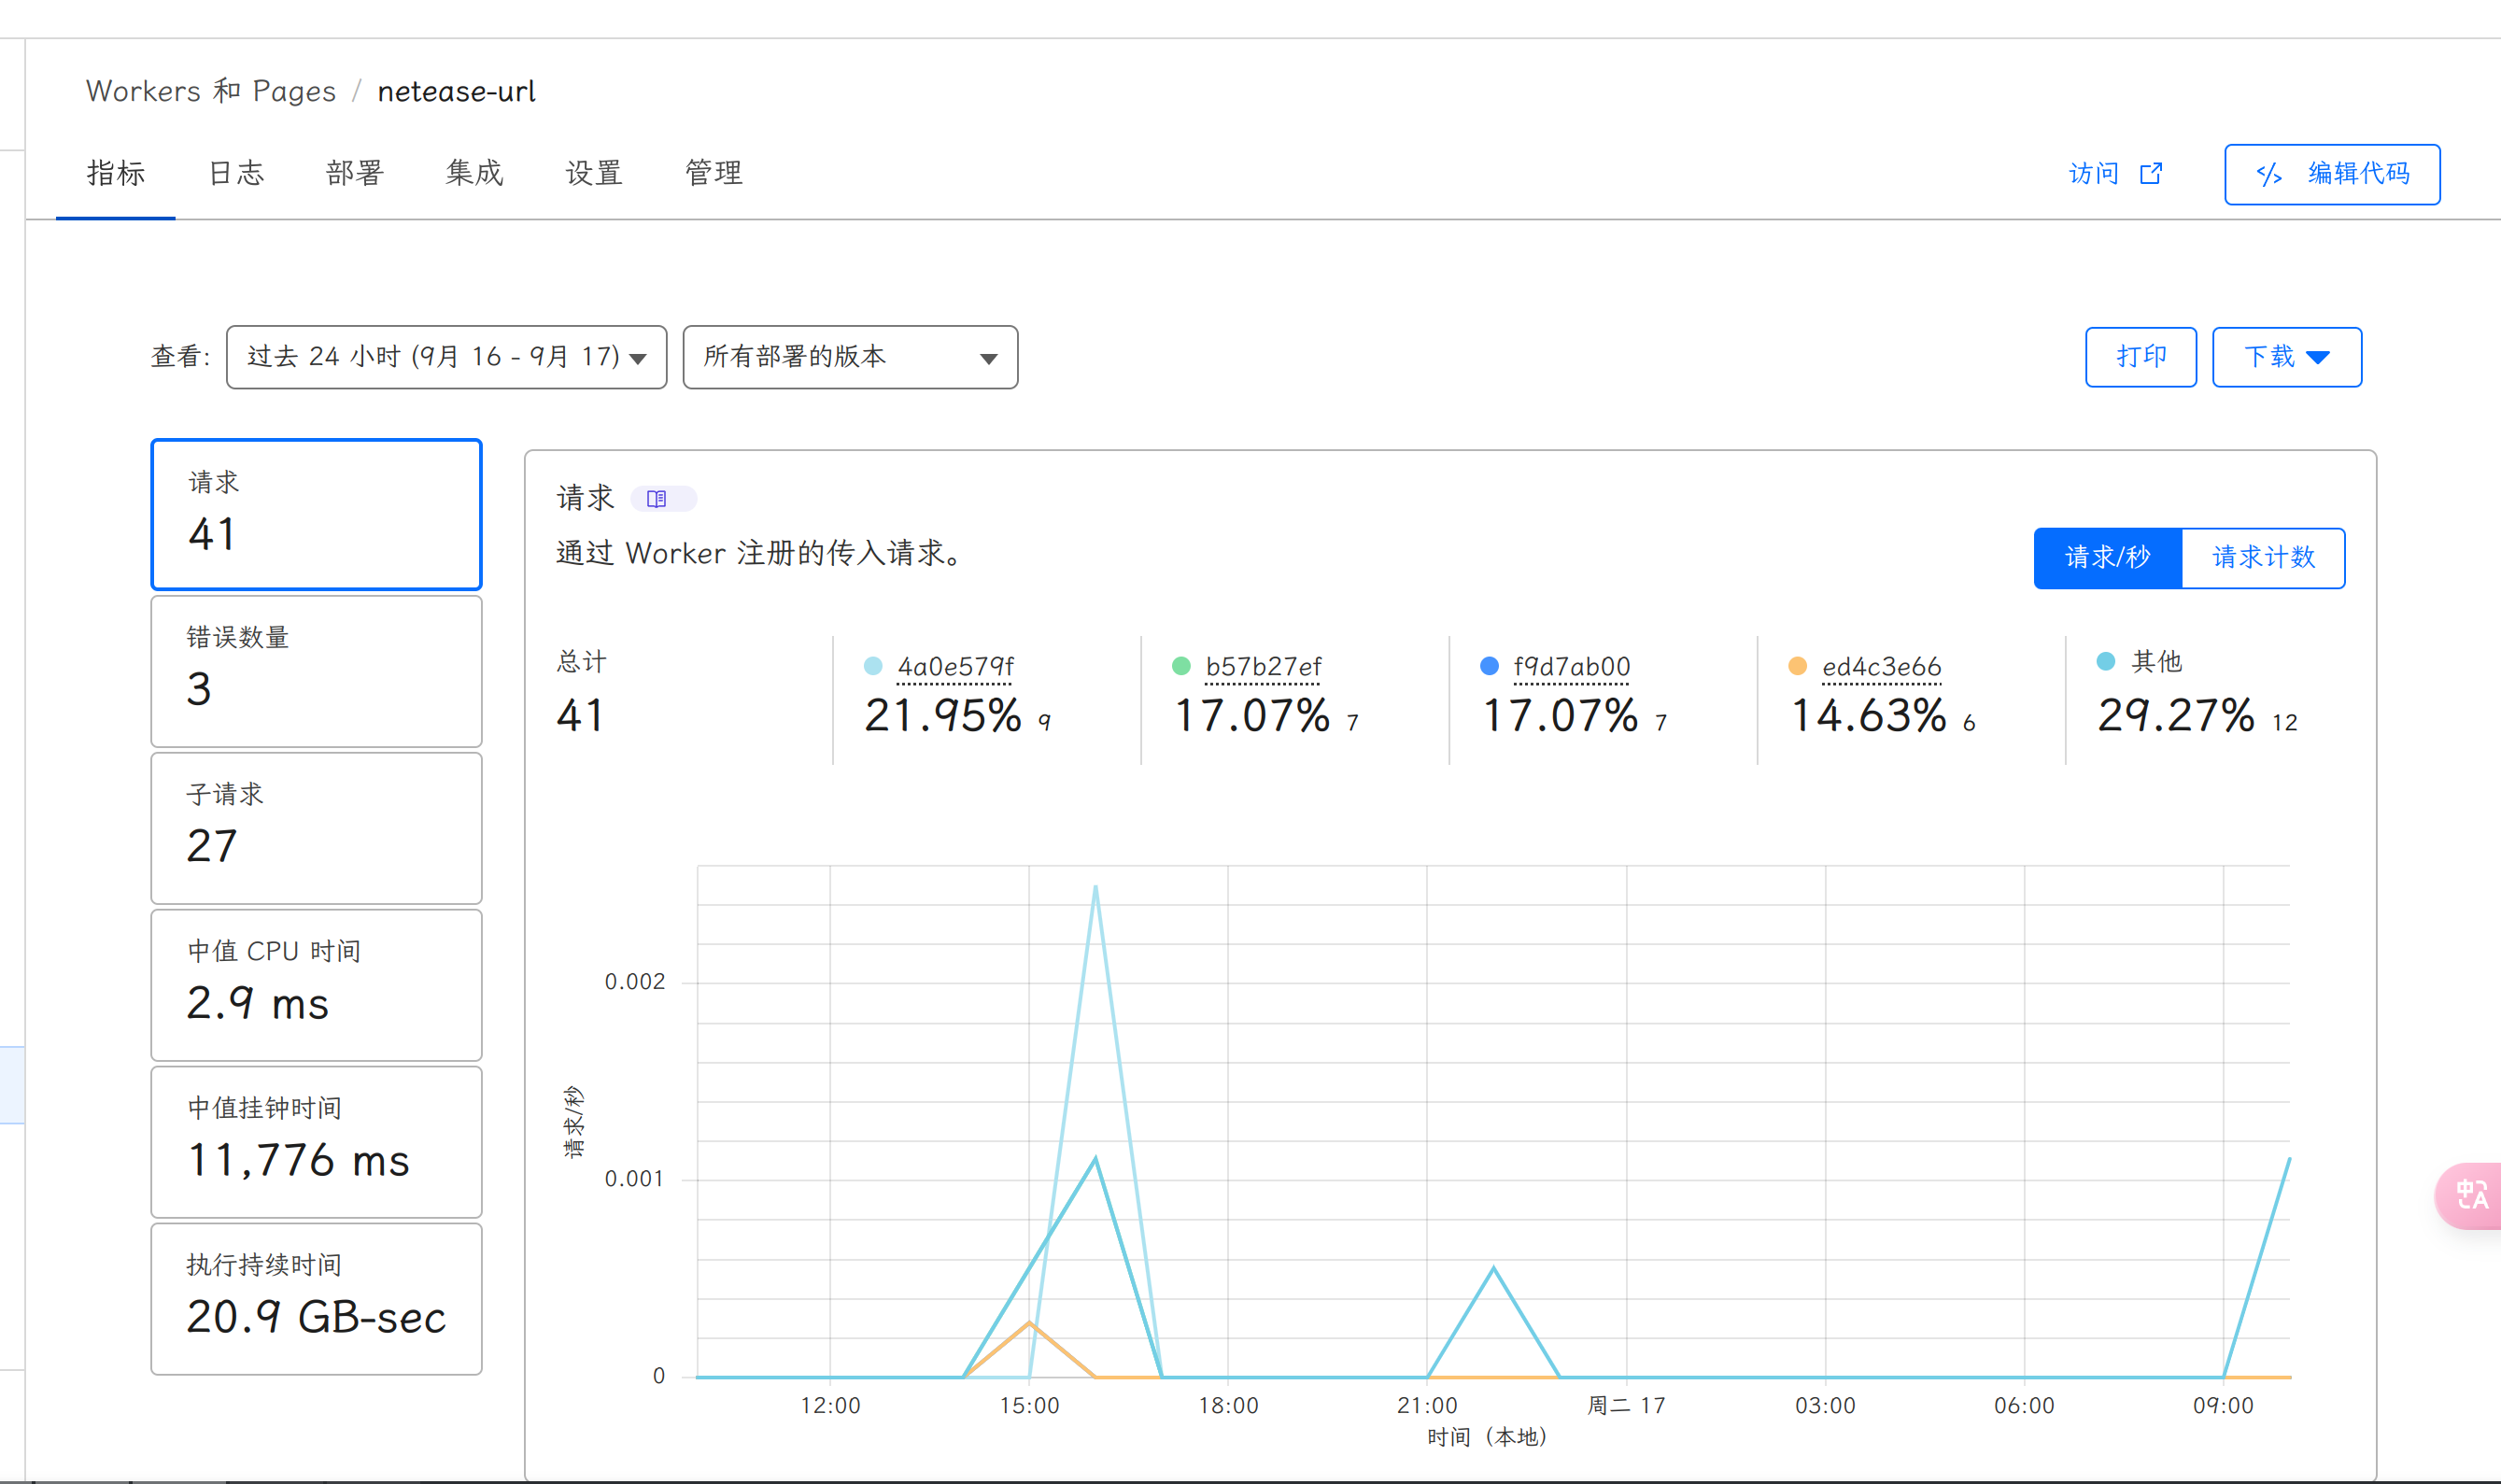 Workers 和 Pages / netease-url
指标 日志 部署 集成 设置 管理 访问 </> 编辑代码
查看: 过去 24 小时 (9月 16 - 9月 17) 所有部署的版本 打印 下载
请求
41
错误数量
3
子请求
27
中值 CPU 时间
2.9 ms
中值挂钟时间
11,776 ms
执行持续时间
20.9 GB-sec
请求
通过 Worker 注册的传入请求。
请求/秒 请求计数
总计
41
4a0e579f
21.95% 9
b57b27ef
17.07% 7
f9d7ab00
17.07% 7
ed4c3e66
14.63% 6
其他
29.27% 12
请求/秒
0.002
0.001
0
12:00 15:00 18:00 21:00 周二 17 03:00 06:00 09:00
时间 (本地)
中A